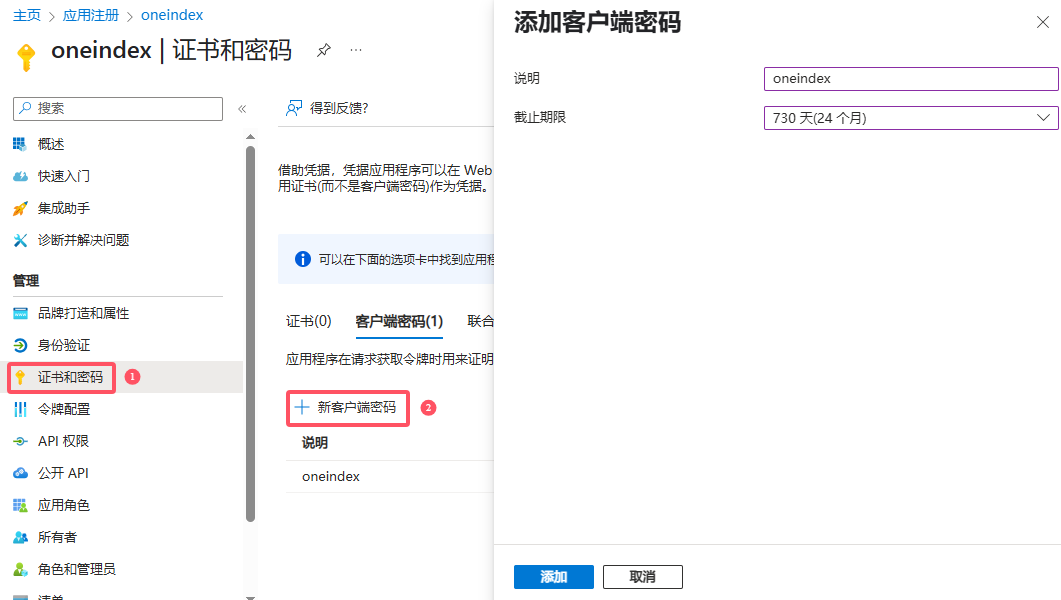 主页 > 应用注册 > oneindex
oneindex | 证书和密码
搜索
概述
快速入门
集成助手
诊断并解决问题
管理
品牌打造和属性
身份验证
证书和密码 1
令牌配置
API 权限
公开 API
应用角色
所有者
角色和管理员
清单
得到反馈?
借助凭据，凭据应用程序可以在 Web
用证书(而不是客户端密码)作为凭据。
可以在下面的选项卡中找到应用程
证书(0) 客户端密码(1) 联合
应用程序在请求获取令牌时用来证明
新客户端密码 2
说明
oneindex
添加客户端密码
说明 oneindex
截止期限 730 天(24 个月)
添加 取消